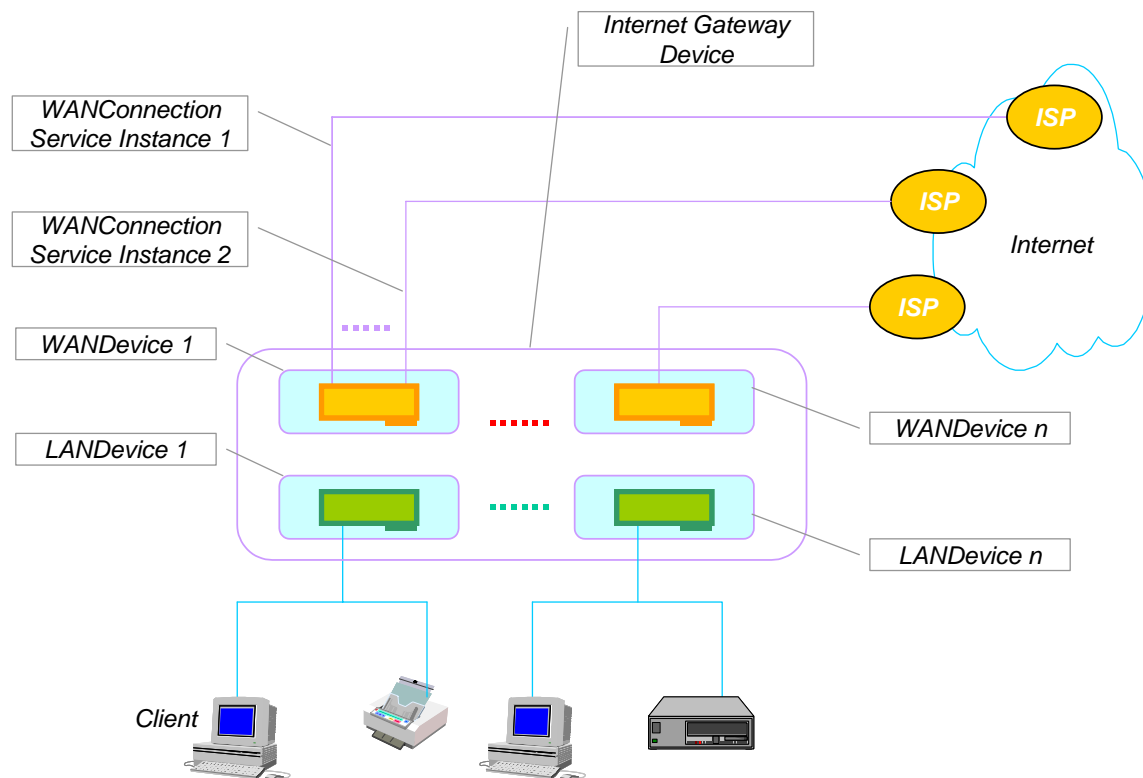 Internet Gateway
Device
WANConnection
Service Instance 1
ISP
ISP
WANConnection
Service Instance 2
Internet
ISP
WANDevice 1
WANDevice n
LANDevice 1
LANDevice n
Client